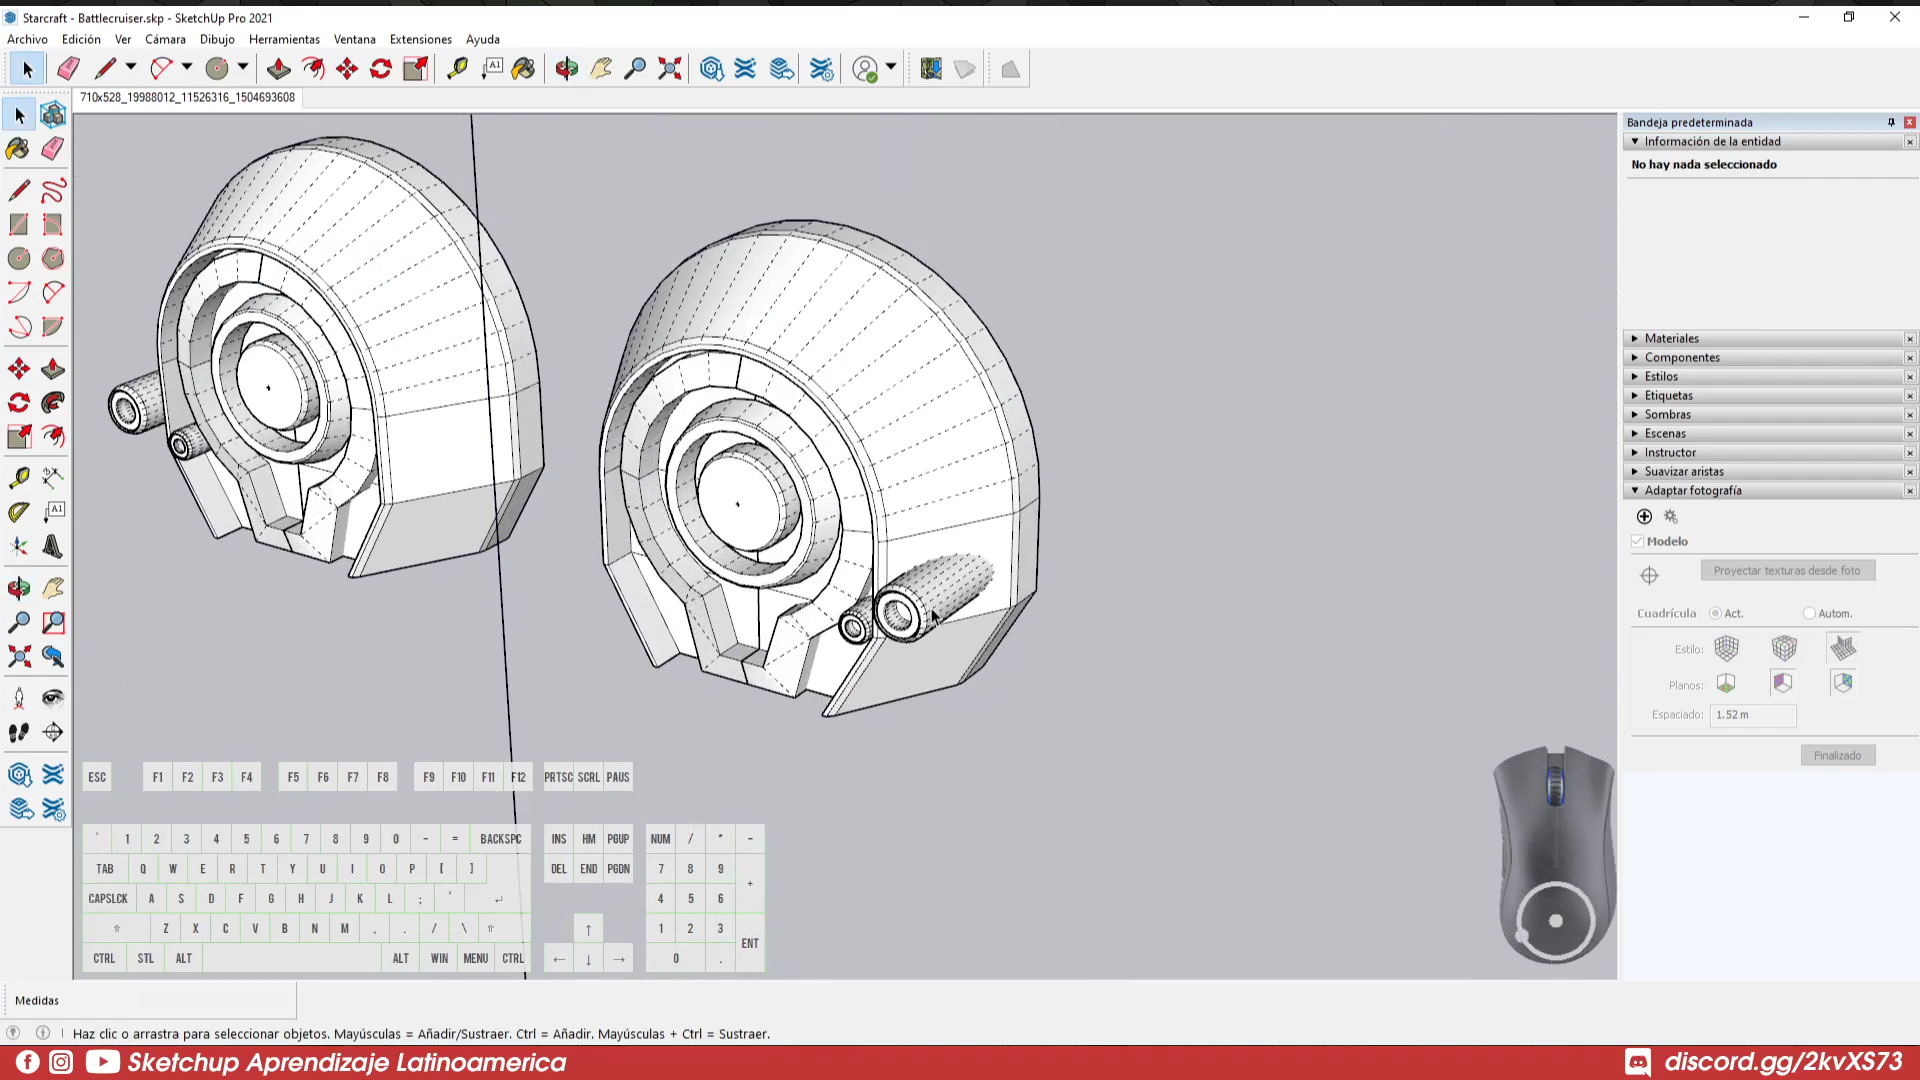 Starcraft - Battlecruiser.skp - SketchUp Pro 2021
Archivo Edición Ver Cámara Dibujo Herramientas Ventana Extensiones Ayuda
A1
710x528_19988012_11526316_1504693608
Bandeja predeterminada
Información de la entidad
No hay nada seleccionado
Materiales
Componentes
Estilos
Etiquetas
Sombras
Escenas
Instructor
Suavizar aristas
Adaptar fotografía
A1
Modelo
Proyectar texturas desde foto
Cuadrícula Act. Autom.
Estilo:
Planos:
Espaciado: 1.52 m
Finalizado
ESC F1 F2 F3 F4 F5 F6 F7 F8 F9 F10 F11 F12 PRTSC SCRL PAUS
` 1 2 3 4 5 6 7 8 9 0 - = BACKSPC INS HM PGUP NUM / * -
TAB Q W E R T Y U I O P [ ] DEL END PGDN 7 8 9 +
CAPSLCK A S D F G H J K L ; ' ↵ 4 5 6
⇧ Z X C V B N M , . / \ ⇧ ↑ 1 2 3 ENT
CTRL STL ALT ALT WIN MENU CTRL ← ↓ → 0 .
Medidas
Haz clic o arrastra para seleccionar objetos. Mayúsculas = Añadir/Sustraer. Ctrl = Añadir. Mayúsculas + Ctrl = Sustraer.
Sketchup Aprendizaje Latinoamerica
discord.gg/2kvXS73